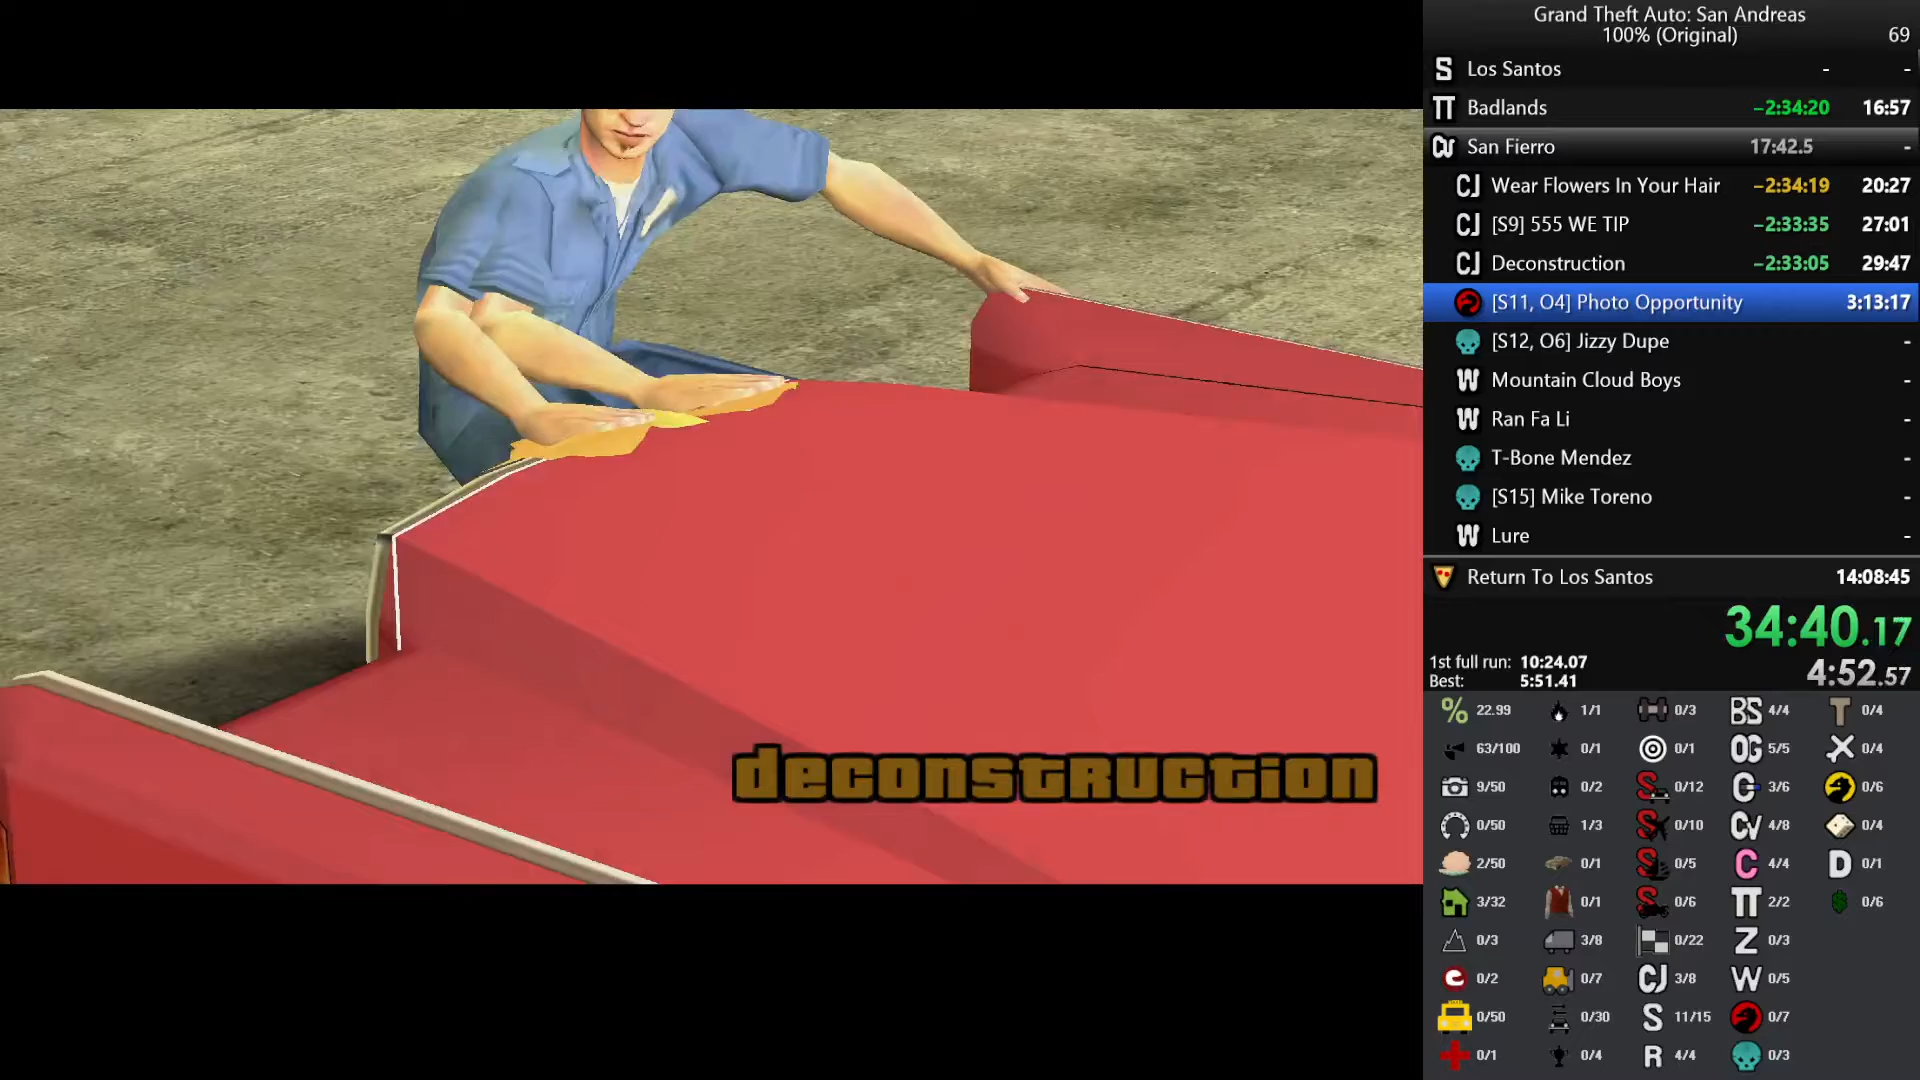 Grand Theft Auto: San Andreas
100% (Original) 69
S Los Santos - -
Badlands −2:34:20 16:57
San Fierro 17:42.5 -
CJ Wear Flowers In Your Hair −2:34:19 20:27
CJ [S9] 555 WE TIP −2:33:35 27:01
CJ Deconstruction −2:33:05 29:47
[S11, O4] Photo Opportunity 3:13:17
[S12, O6] Jizzy Dupe -
W Mountain Cloud Boys -
W Ran Fa Li -
T-Bone Mendez -
[S15] Mike Toreno -
W Lure -
Return To Los Santos 14:08:45
34:40.17
1st full run: 10:24.07
Best: 5:51.41
4:52.57
deconstruction
% 22.99 1/1 0/3 BS 4/4 T 0/4
63/100 0/1 0/1 OG 5/5 0/4
9/50 0/2 S 0/12 C 3/6 0/6
0/50 1/3 S 0/10 CV 4/8 0/4
2/50 0/1 S 0/5 C 4/4 D 0/1
3/32 0/1 S 0/6 2/2 0/6
0/3 3/8 0/22 Z 0/3
e 0/2 0/7 CJ 3/8 W 0/5
0/50 0/30 S 11/15 0/7
0/1 0/4 R 4/4 0/3